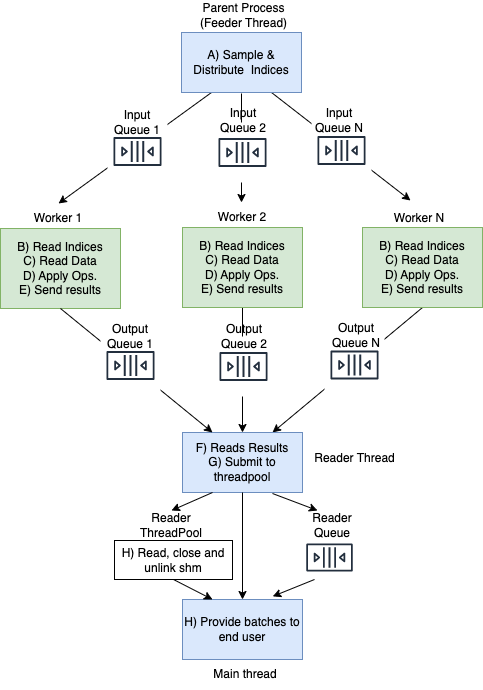 Parent Process
(Feeder Thread)
A) Sample &
Distribute Indices
Input
Queue 1
Input
Queue 2
Input
Queue N
Worker 1
Worker 2
Worker N
B) Read Indices
C) Read Data
D) Apply Ops.
E) Send results
B) Read Indices
C) Read Data
D) Apply Ops.
E) Send results
B) Read Indices
C) Read Data
D) Apply Ops.
E) Send results
Output
Queue 1
Output
Queue 2
Output
Queue N
F) Reads Results
G) Submit to
threadpool
Reader Thread
Reader
ThreadPool
Reader
Queue
H) Read, close and
unlink shm
H) Provide batches to
end user
Main thread